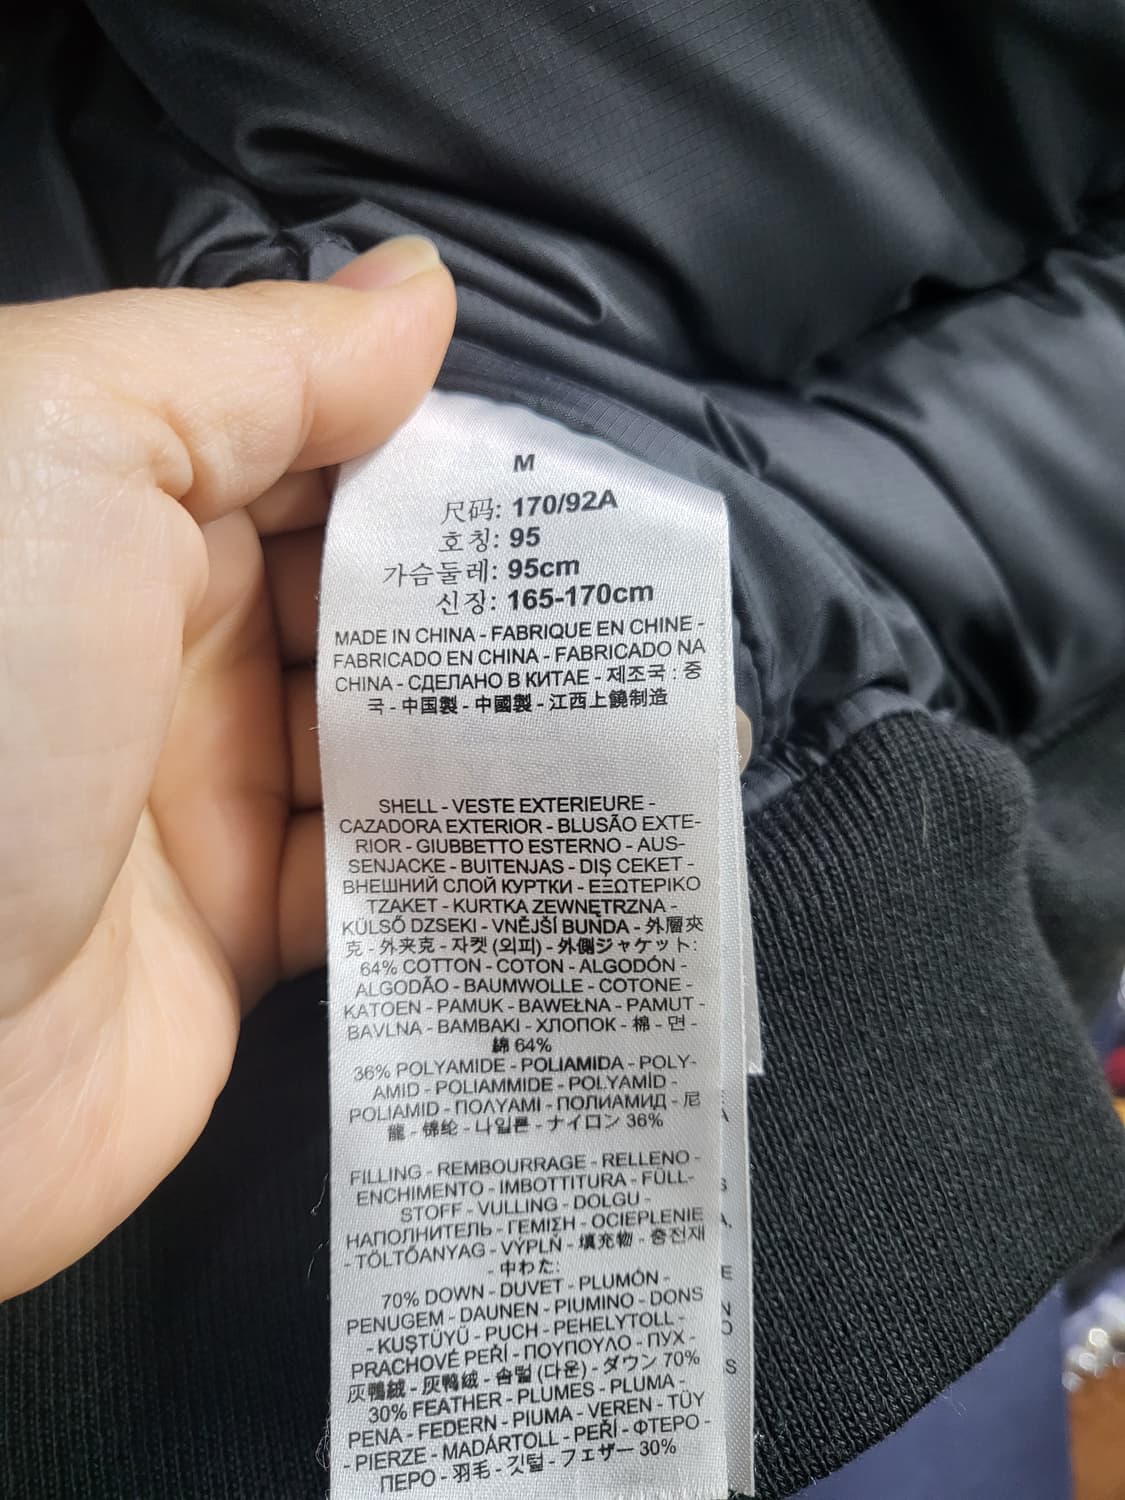 M
尺码: 170/92A
호칭: 95
가슴둘레: 95cm
신장: 165-170cm
MADE IN CHINA - FABRIQUE EN CHINE -
FABRICADO EN CHINA - FABRICADO NA
CHINA - СДЕЛАНО В КИТАЕ - 제조국 : 중
국 - 中国製 - 中國製 - 江西上饒制造
SHELL - VESTE EXTERIEURE -
CAZADORA EXTERIOR - BLUSÃO EXTE-
RIOR - GIUBBETTO ESTERNO - AUS-
SENJACKE - BUITENJAS - DIŞ CEKET -
ВНЕШНИЙ СЛОЙ КУРТКИ - ΕΞΩΤΕΡΙΚΟ
TZAKET - KURTKA ZEWNĘTRZNA -
KÜLSŐ DZSEKI - VNĚJŠÍ BUNDA - 外層夾
克 - 外夹克 - 자켓 (외피) - 外側ジャケット:
64% COTTON - COTON - ALGODÓN -
ALGODÃO - BAUMWOLLE - COTONE -
KATOEN - PAMUK - BAWEŁNA - PAMUT -
BAVLNA - BAMBAKI - ХЛОПОК - 棉 - 면 -
綿 64%
36% POLYAMIDE - POLIAMIDA - POLY-
AMID - POLIAMMIDE - POLYAMİD -
POLIAMID - ΠΟΛΥΑΜΙ - ПОЛИАМИД - 尼
龍 - 锦纶 - 나일론 - ナイロン 36%
FILLING - REMBOURRAGE - RELLENO -
ENCHIMENTO - IMBOTTITURA - FÜLL-
STOFF - VULLING - DOLGU -
НАПОЛНИТЕЛЬ - ΓΕΜΙΣΗ - OCIEPLENIE
- TÖLTŐANYAG - VÝPLŇ - 填充物 - 충전재
- 中わた:
70% DOWN - DUVET - PLUMÓN -
PENUGEM - DAUNEN - PIUMINO - DONS
- KUŞTÜYÜ - PUCH - PEHELYTOLL -
PRACHOVÉ PEŘÍ - ΠΟΥΠΟΥΛΟ - ПУХ -
灰鴨絨 - 灰鸭绒 - 솜털 (다운) - ダウン 70%
30% FEATHER - PLUMES - PLUMA -
PENA - FEDERN - PIUMA - VEREN - TÜY
- PIERZE - MADÁRTOLL - PEŘÍ - ΦΤΕΡΟ -
ПЕРО - 羽毛 - 깃털 - フェザー 30%